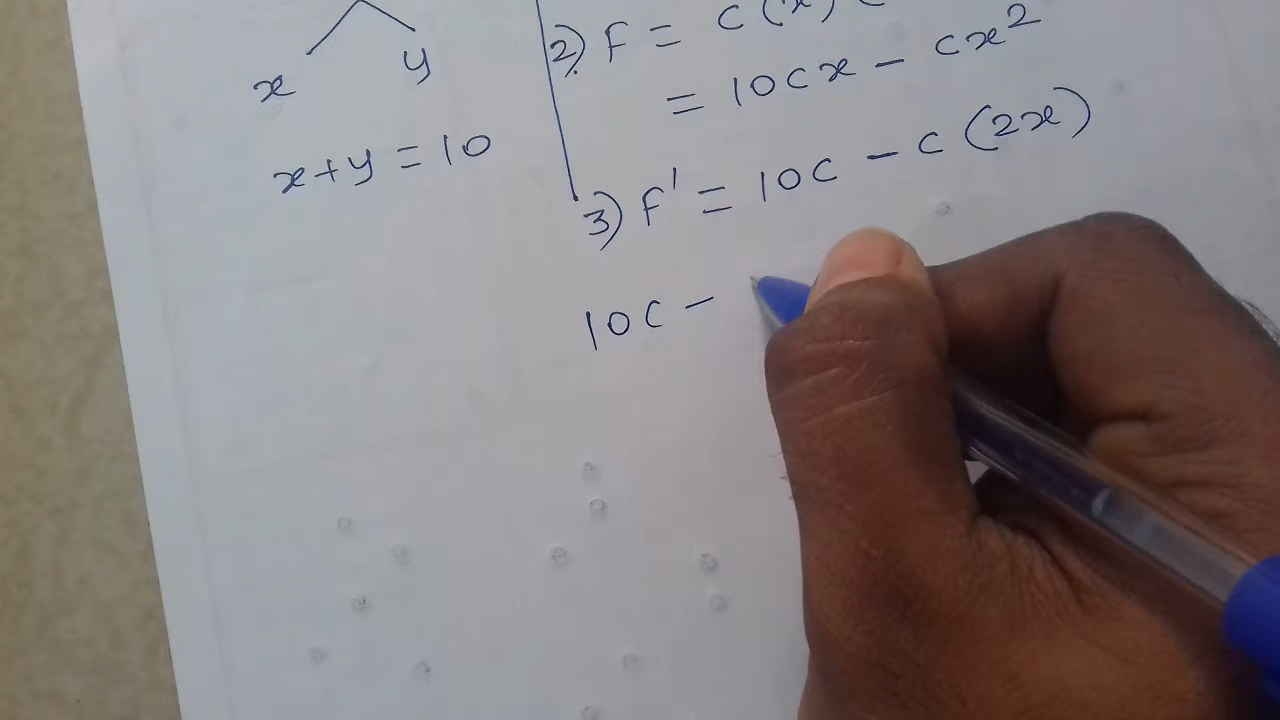 x y
x+y = 10
2) F = C(x)
= 10Cx - Cx²
3) F' = 10C - C(2x)
10C -